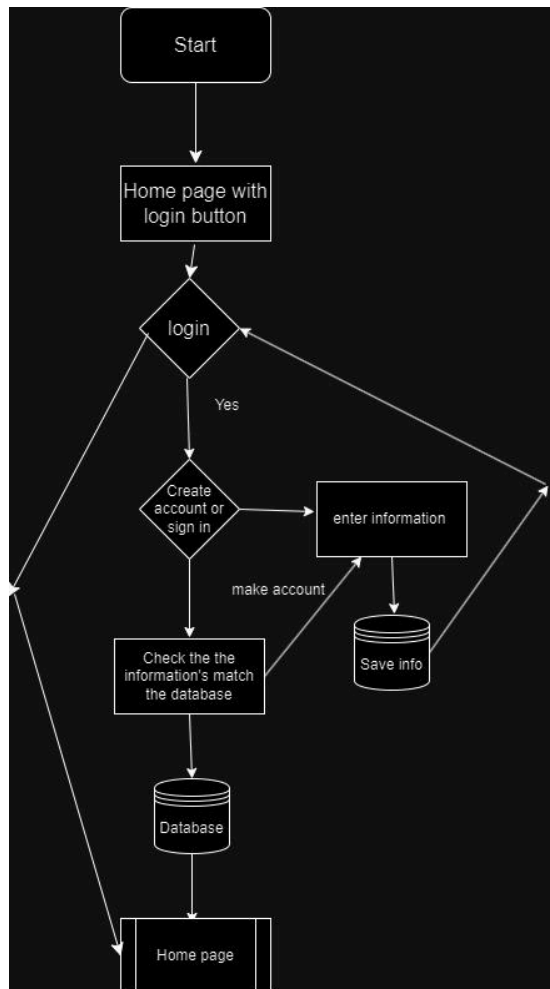 Start
Home page with
login button
login
Yes
Create
account or
sign in
enter information
make account
Check the the
information's match
the database
Save info
Database
Home page